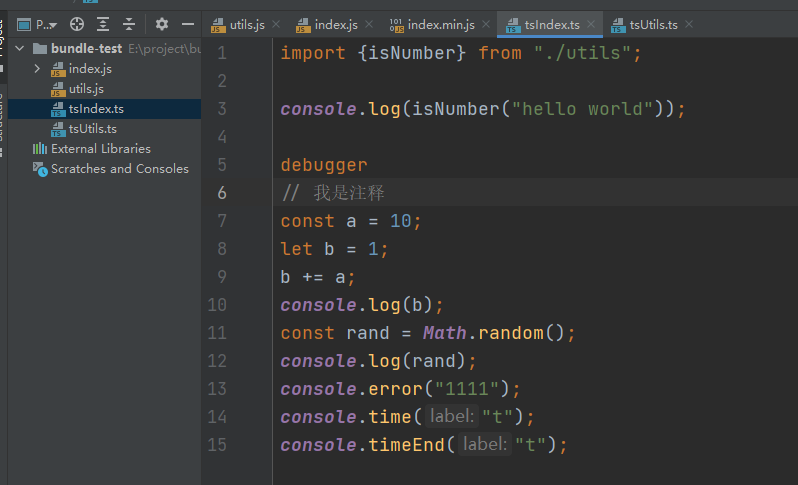 P...
utils.js
index.js
index.min.js
tsIndex.ts
tsUtils.ts
bundle-test E:\project\bu
index.js
utils.js
tsIndex.ts
tsUtils.ts
External Libraries
Scratches and Consoles
1 import {isNumber} from "./utils";
2
3 console.log(isNumber("hello world"));
4
5 debugger
6 // 我是注释
7 const a = 10;
8 let b = 1;
9 b += a;
10 console.log(b);
11 const rand = Math.random();
12 console.log(rand);
13 console.error("1111");
14 console.time( label: "t");
15 console.timeEnd( label: "t");